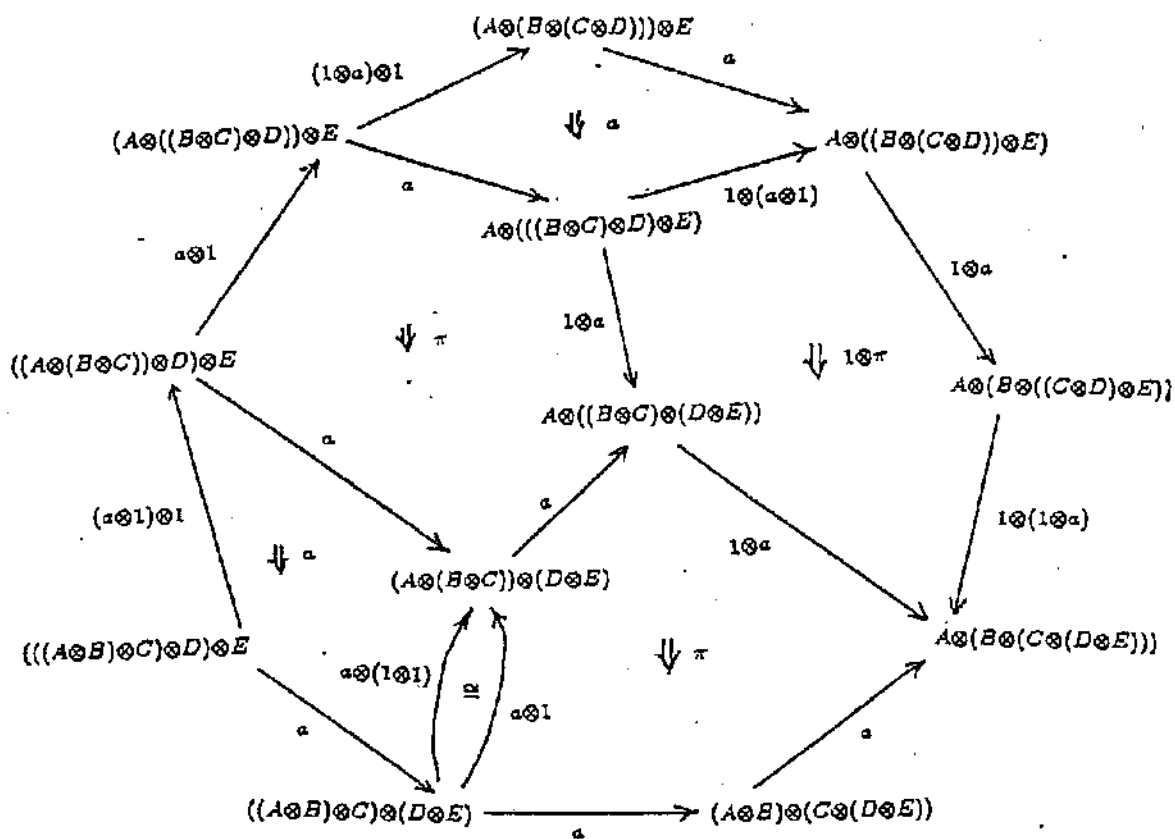 (A⊗(B⊗(C⊗D)))⊗E
(1⊗a)⊗1
a
(A⊗((B⊗C)⊗D))⊗E
⇓ a
A⊗((B⊗(C⊗D))⊗E)
a
1⊗(a⊗1)
A⊗(((B⊗C)⊗D)⊗E)
a⊗1
1⊗a
1⊗a
⇓ π
⇓ 1⊗π
((A⊗(B⊗C))⊗D)⊗E
A⊗(B⊗((C⊗D)⊗E))
A⊗((B⊗C)⊗(D⊗E))
a
a
(a⊗1)⊗1
1⊗a
1⊗(1⊗a)
⇓ a
(A⊗(B⊗C))⊗(D⊗E)
(((A⊗B)⊗C)⊗D)⊗E
A⊗(B⊗(C⊗(D⊗E)))
⇓ π
a⊗(1⊗1)
≅
a⊗1
a
a
((A⊗B)⊗C)⊗(D⊗E)
(A⊗B)⊗(C⊗(D⊗E))
a